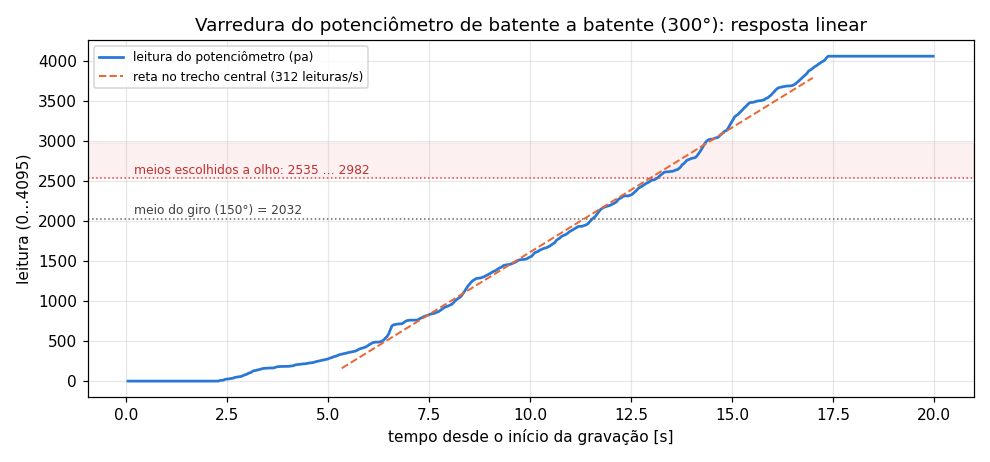 Varredura do potenciômetro de batente a batente (300°): resposta linear
leitura do potenciômetro (pa)
reta no trecho central (312 leituras/s)
meios escolhidos a olho: 2535 ... 2982
meio do giro (150°) = 2032
leitura (0...4095)
4000
3500
3000
2500
2000
1500
1000
500
0
0.0 2.5 5.0 7.5 10.0 12.5 15.0 17.5 20.0
tempo desde o início da gravação [s]